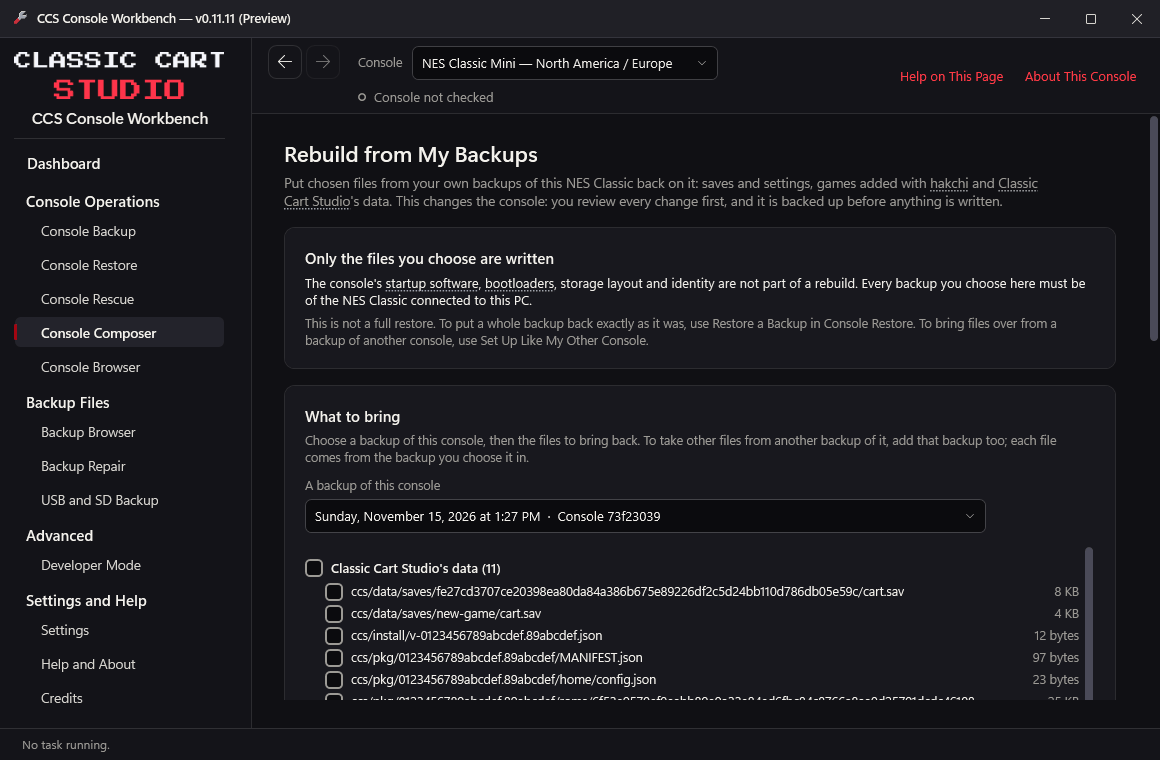 CCS Console Workbench — v0.11.11 (Preview)
CLASSIC CART
STUDIO
CCS Console Workbench
Dashboard
Console Operations
Console Backup
Console Restore
Console Rescue
Console Composer
Console Browser
Backup Files
Backup Browser
Backup Repair
USB and SD Backup
Advanced
Developer Mode
Settings and Help
Settings
Help and About
Credits
Console
NES Classic Mini — North America / Europe
Console not checked
Help on This Page
About This Console
Rebuild from My Backups
Put chosen files from your own backups of this NES Classic back on it: saves and settings, games added with hakchi and Classic
Cart Studio's data. This changes the console: you review every change first, and it is backed up before anything is written.
Only the files you choose are written
The console's startup software, bootloaders, storage layout and identity are not part of a rebuild. Every backup you choose here must be
of the NES Classic connected to this PC.
This is not a full restore. To put a whole backup back exactly as it was, use Restore a Backup in Console Restore. To bring files over from a
backup of another console, use Set Up Like My Other Console.
What to bring
Choose a backup of this console, then the files to bring back. To take other files from another backup of it, add that backup too; each file
comes from the backup you choose it in.
A backup of this console
Sunday, November 15, 2026 at 1:27 PM · Console 73f23039
Classic Cart Studio's data (11)
ccs/data/saves/fe27cd3707ce20398ea80da84a386b675e89226df2c5d24bb110d786db05e59c/cart.sav 8 KB
ccs/data/saves/new-game/cart.sav 4 KB
ccs/install/v-0123456789abcdef.89abcdef.json 12 bytes
ccs/pkg/0123456789abcdef.89abcdef/MANIFEST.json 97 bytes
ccs/pkg/0123456789abcdef.89abcdef/home/config.json 23 bytes
No task running.